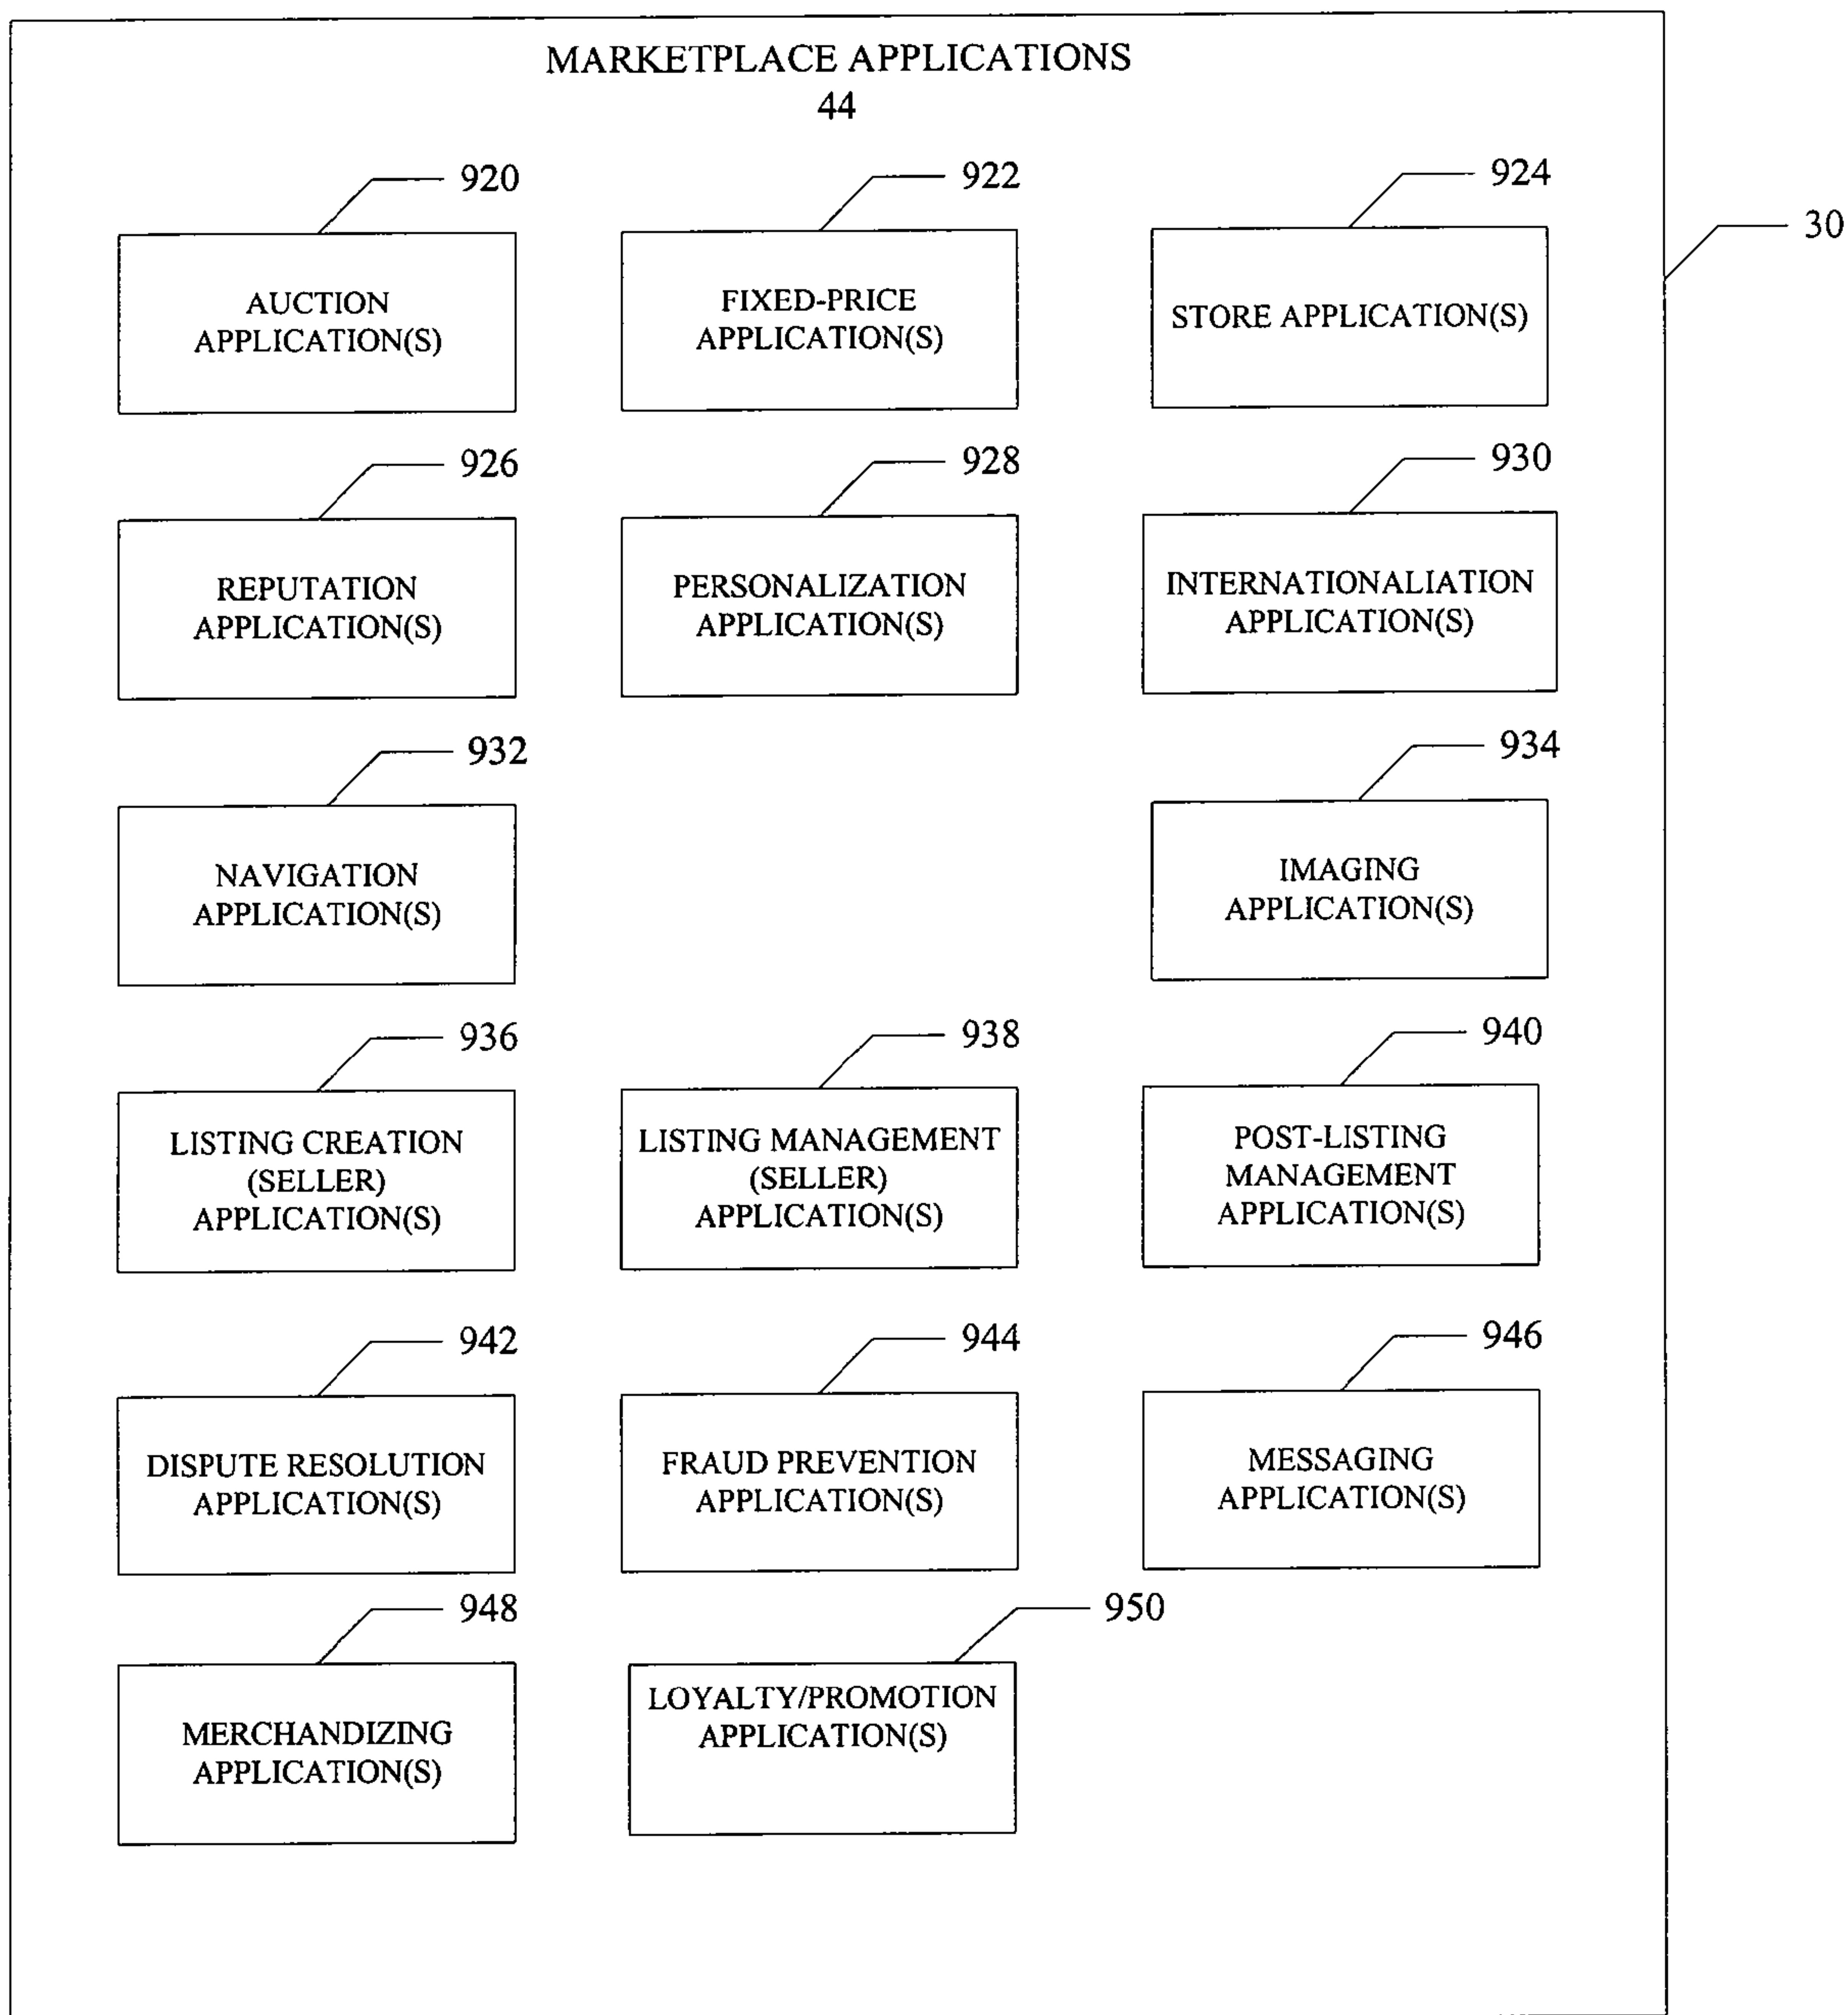 MARKETPLACE APPLICATIONS
44
920
922
924
30
AUCTION
APPLICATION(S)
FIXED-PRICE
APPLICATION(S)
STORE APPLICATION(S)
926
928
930
REPUTATION
APPLICATION(S)
PERSONALIZATION
APPLICATION(S)
INTERNATIONALIATION
APPLICATION(S)
932
934
NAVIGATION
APPLICATION(S)
IMAGING
APPLICATION(S)
936
938
940
LISTING CREATION
(SELLER)
APPLICATION(S)
LISTING MANAGEMENT
(SELLER)
APPLICATION(S)
POST-LISTING
MANAGEMENT
APPLICATION(S)
942
944
946
DISPUTE RESOLUTION
APPLICATION(S)
FRAUD PREVENTION
APPLICATION(S)
MESSAGING
APPLICATION(S)
948
950
MERCHANDIZING
APPLICATION(S)
LOYALTY/PROMOTION
APPLICATION(S)